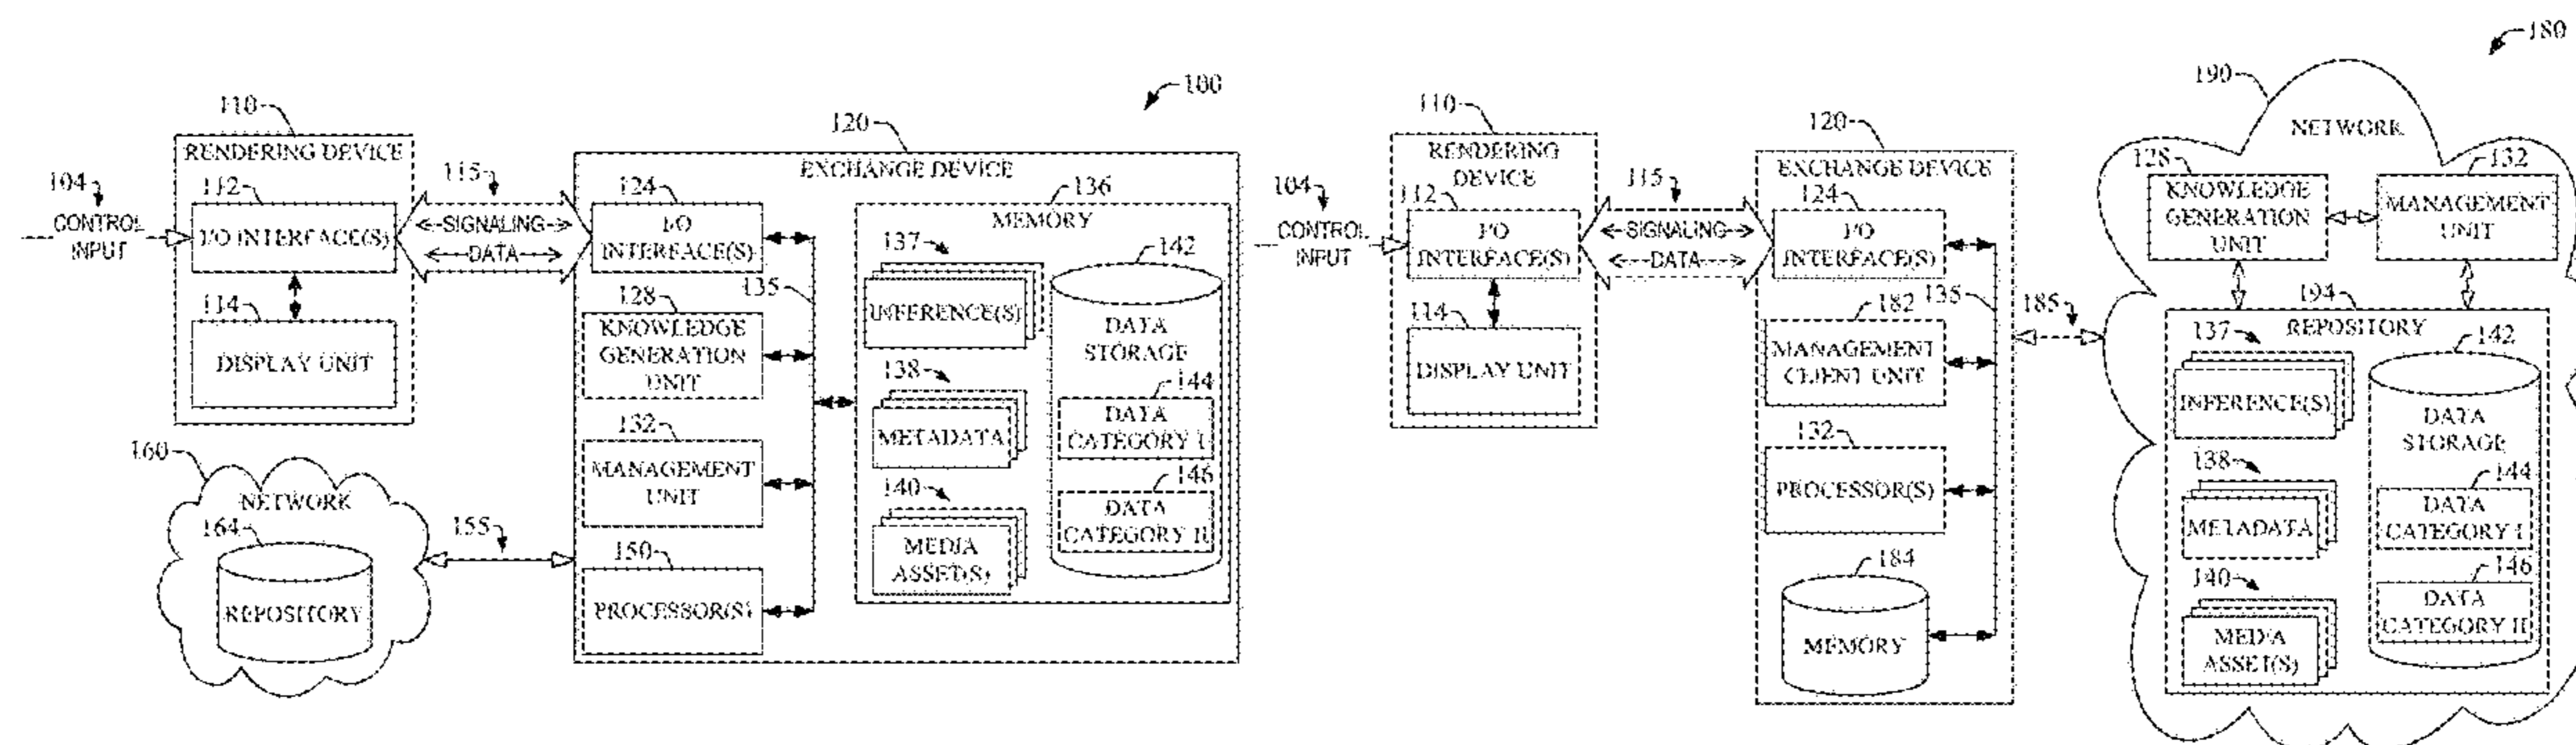 100
110
RENDERING DEVICE
104
CONTROL
INPUT
112
I/O INTERFACE(S)
114
DISPLAY UNIT
115
SIGNALING
DATA
120
EXCHANGE DEVICE
124
I/O
INTERFACE(S)
128
KNOWLEDGE
GENERATION
UNIT
132
MANAGEMENT
UNIT
150
PROCESSOR(S)
135
136
MEMORY
137
INFERENCE(S)
138
METADATA
140
MEDIA
ASSET(S)
142
DATA
STORAGE
144
DATA
CATEGORY I
146
DATA
CATEGORY II
160
NETWORK
164
REPOSITORY
155
180
110
RENDERING
DEVICE
104
CONTROL
INPUT
112
I/O
INTERFACE(S)
114
DISPLAY UNIT
115
SIGNALING
DATA
120
EXCHANGE DEVICE
124
I/O
INTERFACE(S)
182
MANAGEMENT
CLIENT UNIT
132
PROCESSOR(S)
184
MEMORY
135
185
190
NETWORK
128
KNOWLEDGE
GENERATION
UNIT
132
MANAGEMENT
UNIT
194
REPOSITORY
137
INFERENCE(S)
138
METADATA
140
MEDIA
ASSET(S)
142
DATA
STORAGE
144
DATA
CATEGORY I
146
DATA
CATEGORY II